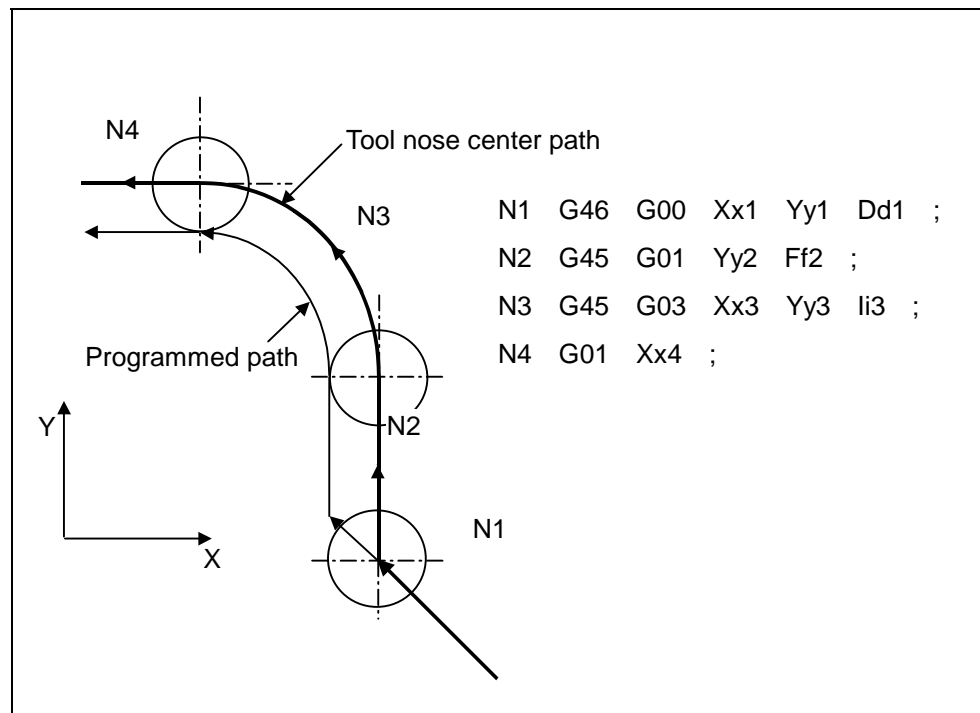 N4
Tool nose center path
N3
N1 G46 G00 Xx1 Yy1 Dd1 ;
N2 G45 G01 Yy2 Ff2 ;
N3 G45 G03 Xx3 Yy3 Ii3 ;
N4 G01 Xx4 ;
Programmed path
N2
Y
X
N1